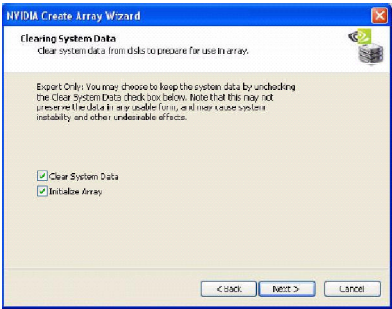 NVIDIA Create Array Wizard
Clearing System Data
Clear system data from disks to prepare for use in array.
Expert Only: You may choose to keep the system data by unchecking
the Clear System Data check box below. Note that this may not
preserve the data in any usable form, and may cause system
instability and other undesirable effects.
Clear System Data
Initialize Array
< Back Next > Cancel